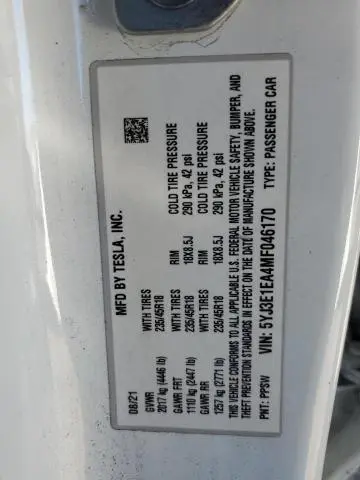 MFD BY TESLA, INC.
08/21
GVWR WITH TIRES RIM COLD TIRE PRESSURE
2017 kg (4446 lb) 235/45R18 18X8.5J 290 kPa, 42 psi
GAWR FRT WITH TIRES RIM COLD TIRE PRESSURE
1110 kg (2447 lb) 235/45R18 18X8.5J 290 kPa, 42 psi
GAWR RR
1257 kg (2771 lb)
THIS VEHICLE CONFORMS TO ALL APPLICABLE U.S. FEDERAL MOTOR VEHICLE SAFETY, BUMPER, AND
THEFT PREVENTION STANDARDS IN EFFECT ON THE DATE OF MANUFACTURE SHOWN ABOVE.
PNT: PPSW VIN: 5YJ3E1EA4MF046170 TYPE: PASSENGER CAR